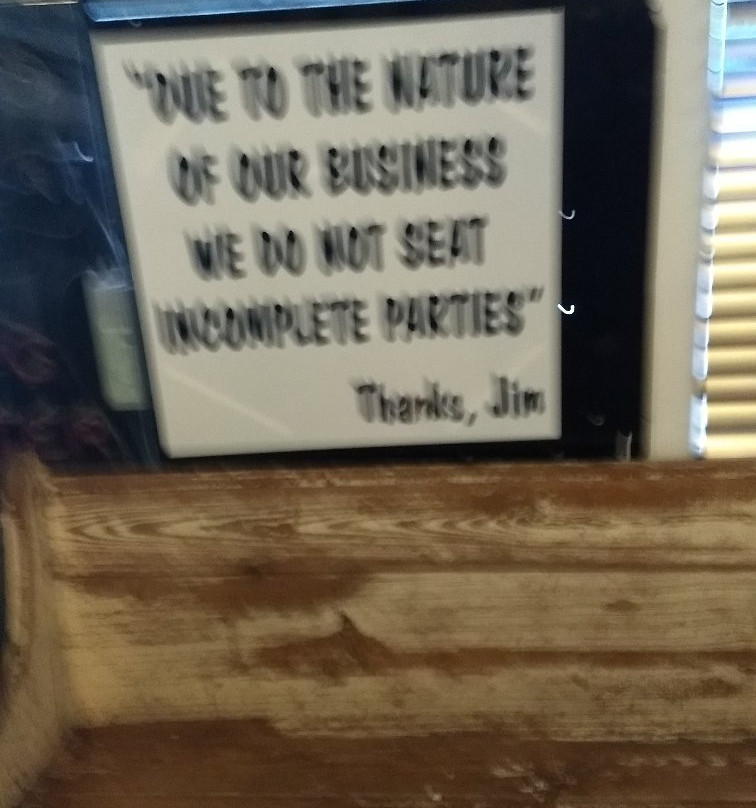 "DUE TO THE NATURE
OF OUR BUSINESS
WE DO NOT SEAT
INCOMPLETE PARTIES"
Thanks, Jim